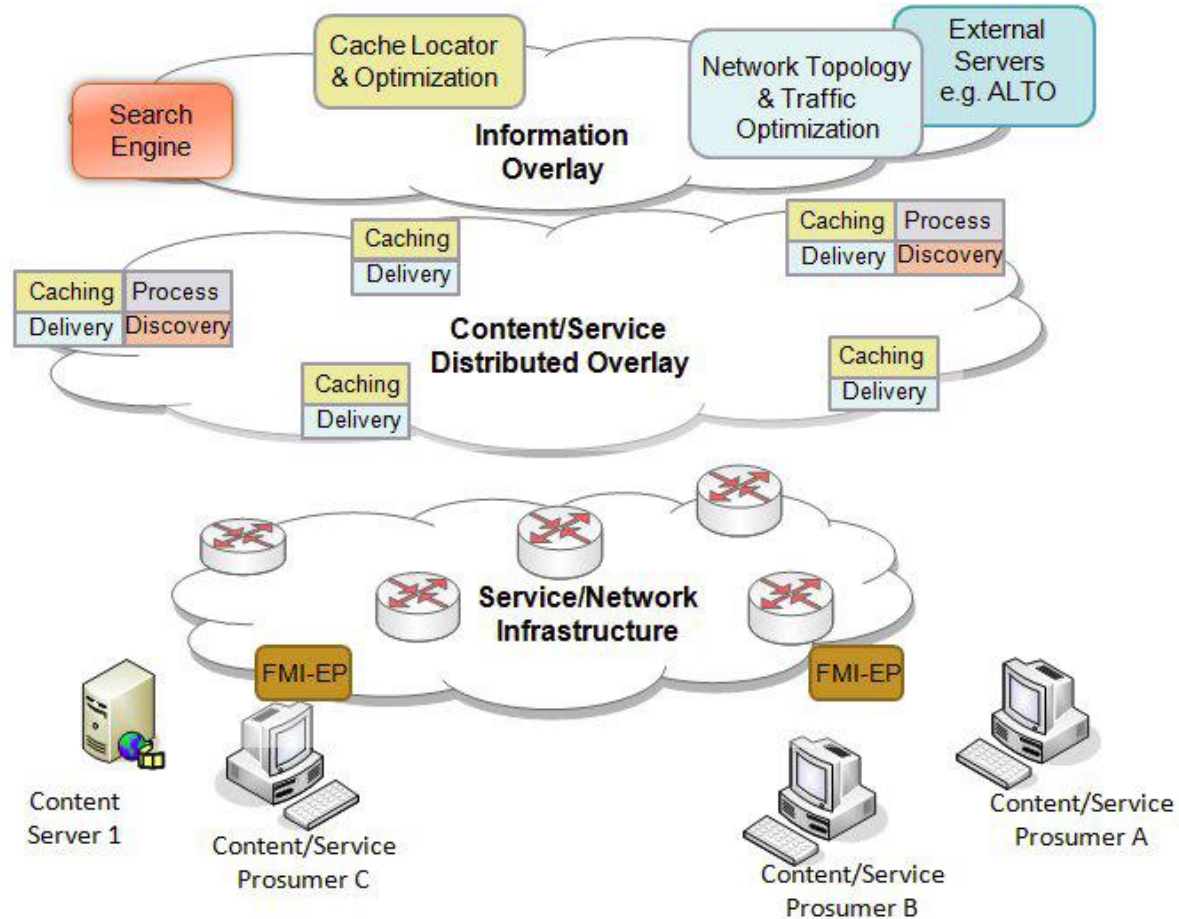 Cache Locator
& Optimization
External
Servers
e.g. ALTO
Network Topology
& Traffic
Optimization
Search
Engine
Information
Overlay
Caching
Delivery
Caching Process
Delivery Discovery
Caching Process
Delivery Discovery
Content/Service
Distributed Overlay
Caching
Delivery
Caching
Delivery
Service/Network
Infrastructure
FMI-EP
FMI-EP
Content
Server 1
Content/Service
Prosumer C
Content/Service
Prosumer B
Content/Service
Prosumer A